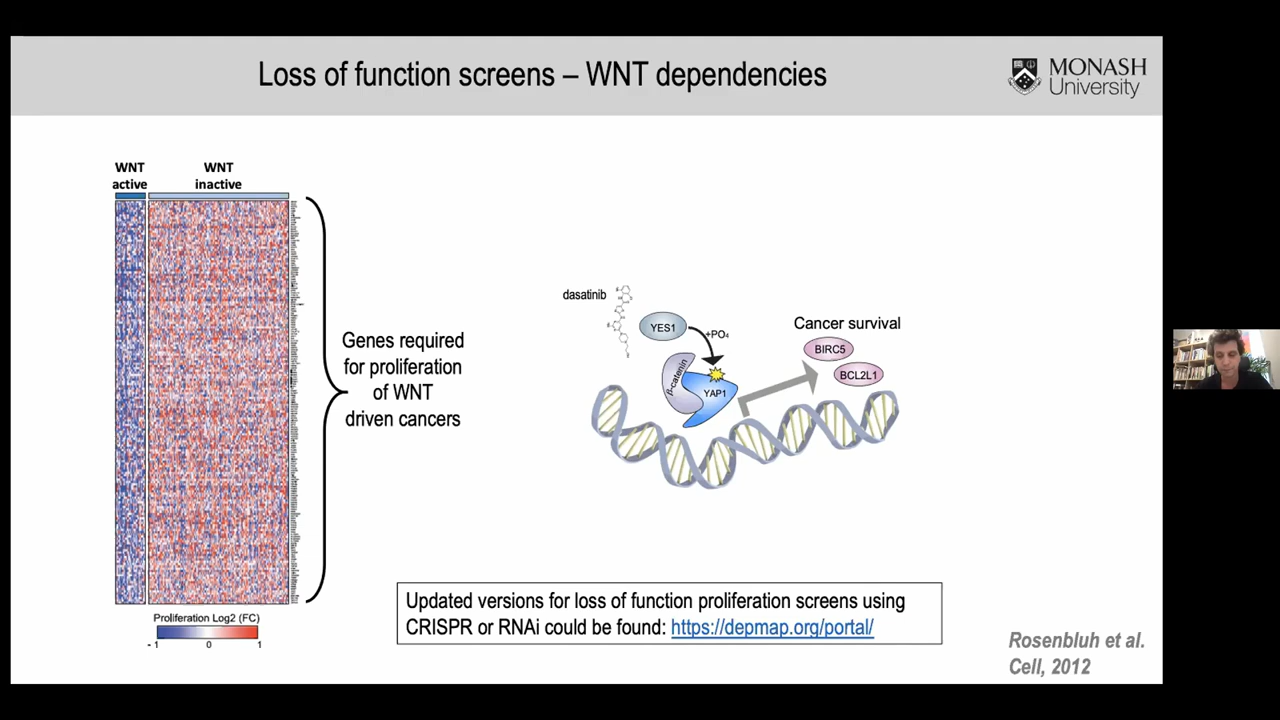 Loss of function screens – WNT dependencies
MONASH
University
WNT
active
WNT
inactive
Genes required
for proliferation
of WNT
driven cancers
Proliferation Log2 (FC)
- 1 0 1
dasatinib
YES1
+PO₄
β-catenin
YAP1
Cancer survival
BIRC5
BCL2L1
Updated versions for loss of function proliferation screens using
CRISPR or RNAi could be found: https://depmap.org/portal/
Rosenbluh et al.
Cell, 2012